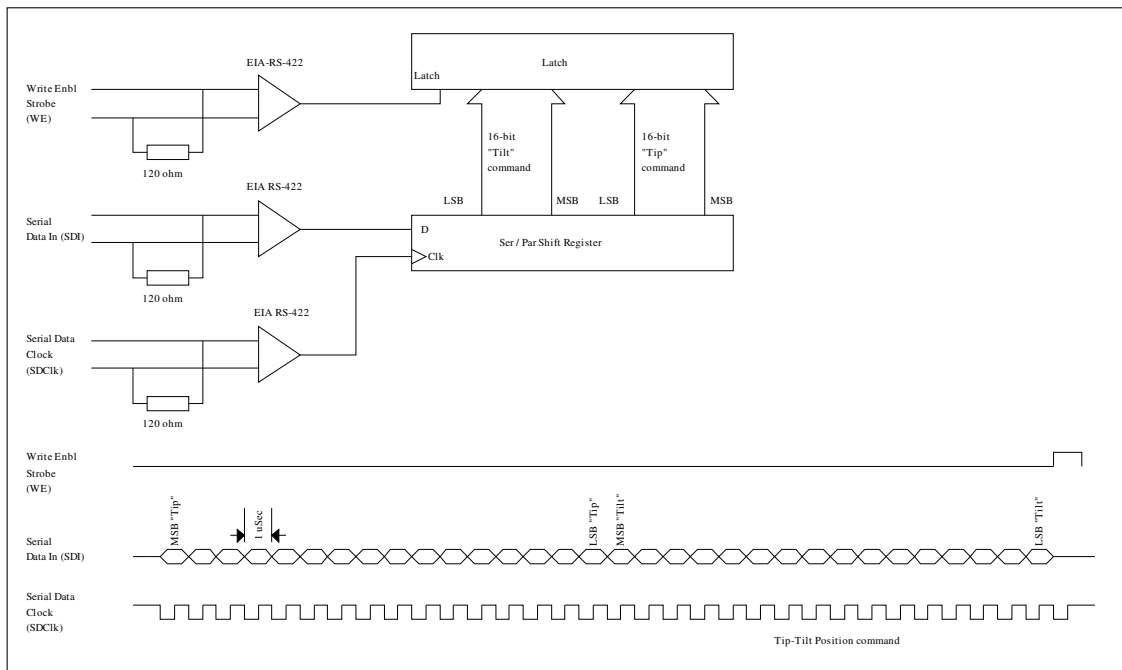 EIA-RS-422
Latch
Latch
Write Enbl
Strobe
(WE)
16-bit
"Tilt"
command
16-bit
"Tip"
command
120 ohm
EIA RS-422
LSB
MSB
LSB
MSB
Serial
Data In (SDI)
D
Ser / Par Shift Register
Clk
120 ohm
EIA RS-422
Serial Data
Clock
(SDClk)
120 ohm
Write Enbl
Strobe
(WE)
MSB "Tip"
1 uSec
LSB "Tip"
MSB "Tilt"
LSB "Tilt"
Serial
Data In (SDI)
Serial Data
Clock
(SDClk)
Tip-Tilt Position command